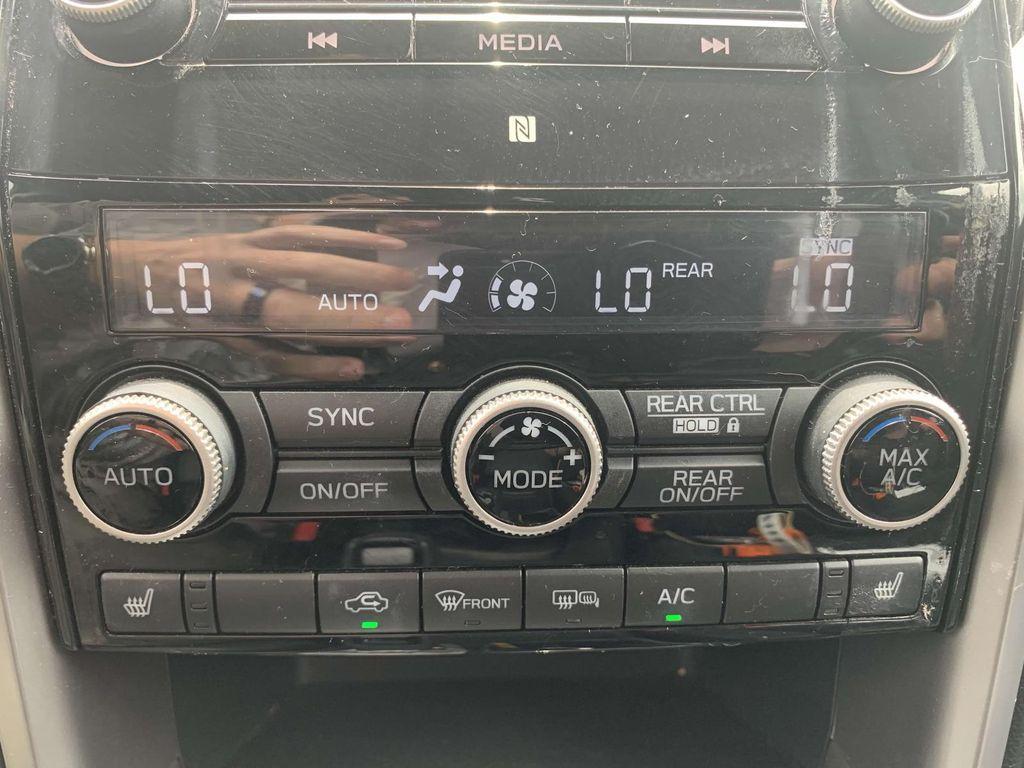 MEDIA
SYNC
LO AUTO LO REAR LO
SYNC
REAR CTRL
HOLD
AUTO
MODE
MAX
A/C
ON/OFF
REAR
ON/OFF
FRONT
A/C